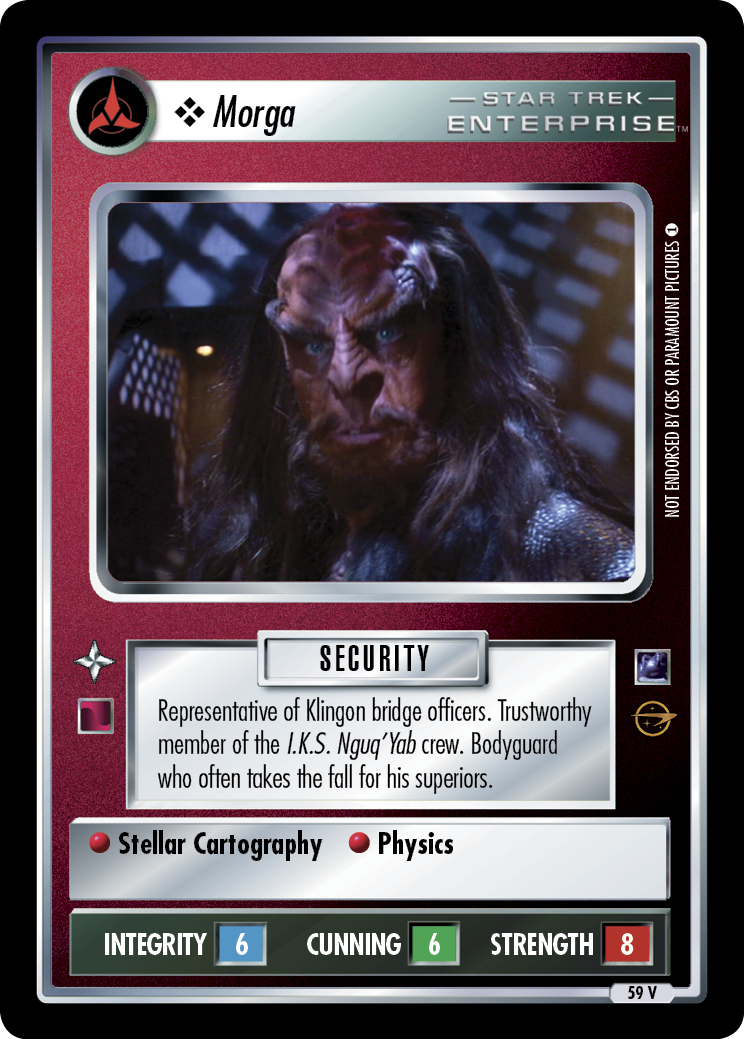 ❖ Morga
STAR TREK
ENTERPRISE™
NOT ENDORSED BY CBS OR PARAMOUNT PICTURES 1
SECURITY
Representative of Klingon bridge officers. Trustworthy
member of the I.K.S. Nguq’Yab crew. Bodyguard
who often takes the fall for his superiors.
Stellar Cartography Physics
INTEGRITY 6 CUNNING 6 STRENGTH 8
59 V